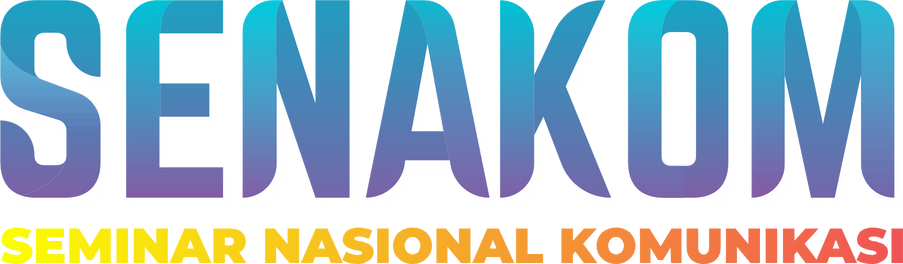 SENAKOM
SEMINAR NASIONAL KOMUNIKASI